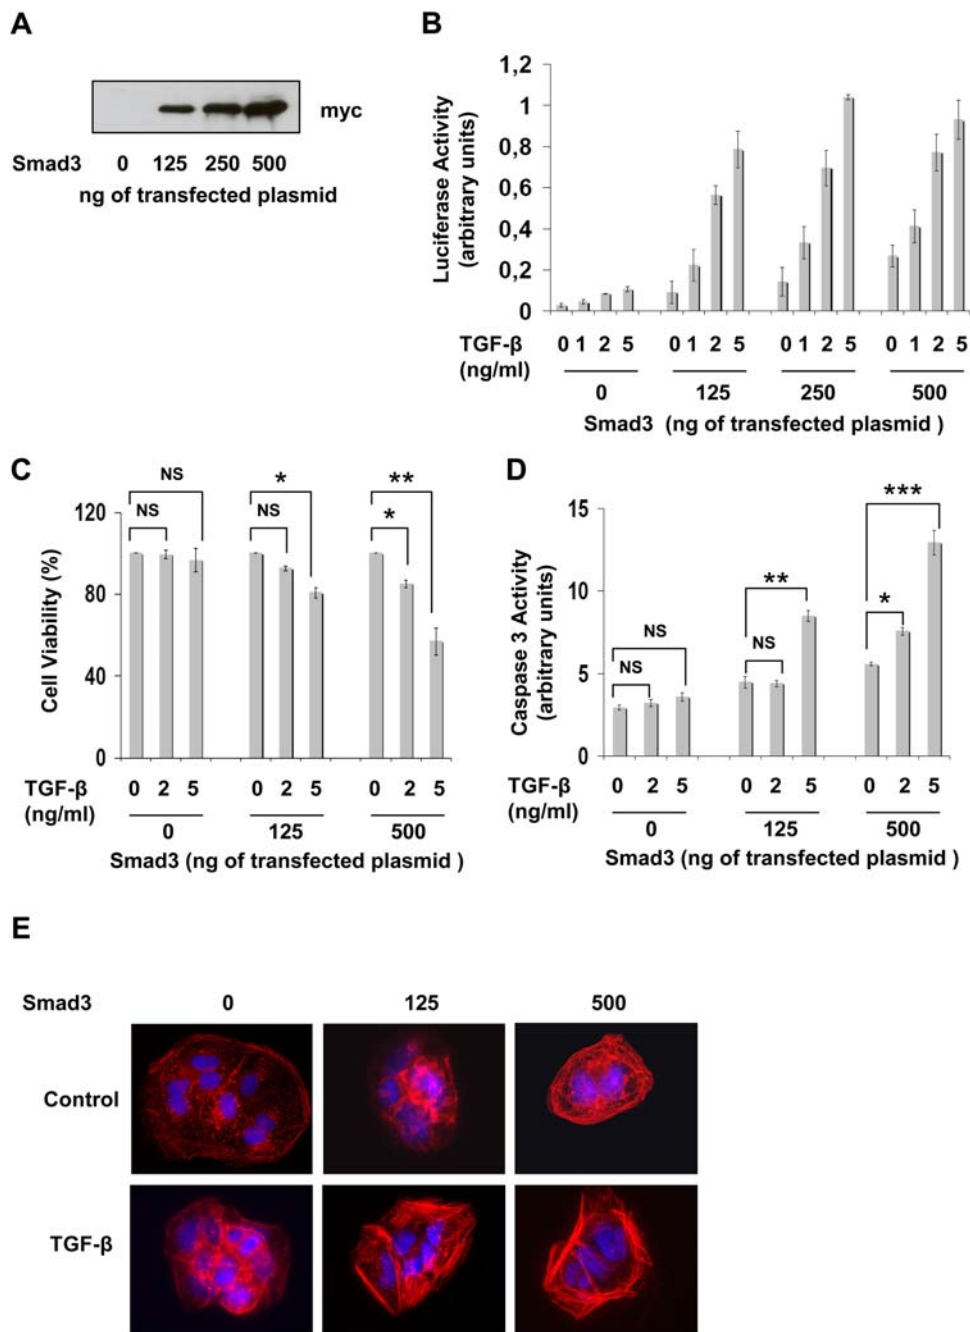 A
myc
Smad3 0 125 250 500
ng of transfected plasmid
B
Luciferase Activity
(arbitrary units)
1,2
1
0,8
0,6
0,4
0,2
0
TGF-β 0 1 2 5 0 1 2 5 0 1 2 5 0 1 2 5
(ng/ml)
0 125 250 500
Smad3 (ng of transfected plasmid )
C
Cell Viability (%)
120
80
40
0
NS
NS
*
NS
**
*
TGF-β 0 2 5 0 2 5 0 2 5
(ng/ml)
0 125 500
Smad3 (ng of transfected plasmid )
D
Caspase 3 Activity
(arbitrary units)
15
10
5
0
NS
NS
**
NS
***
*
TGF-β 0 2 5 0 2 5 0 2 5
(ng/ml)
0 125 500
Smad3 (ng of transfected plasmid )
E
Smad3 0 125 500
Control
TGF-β